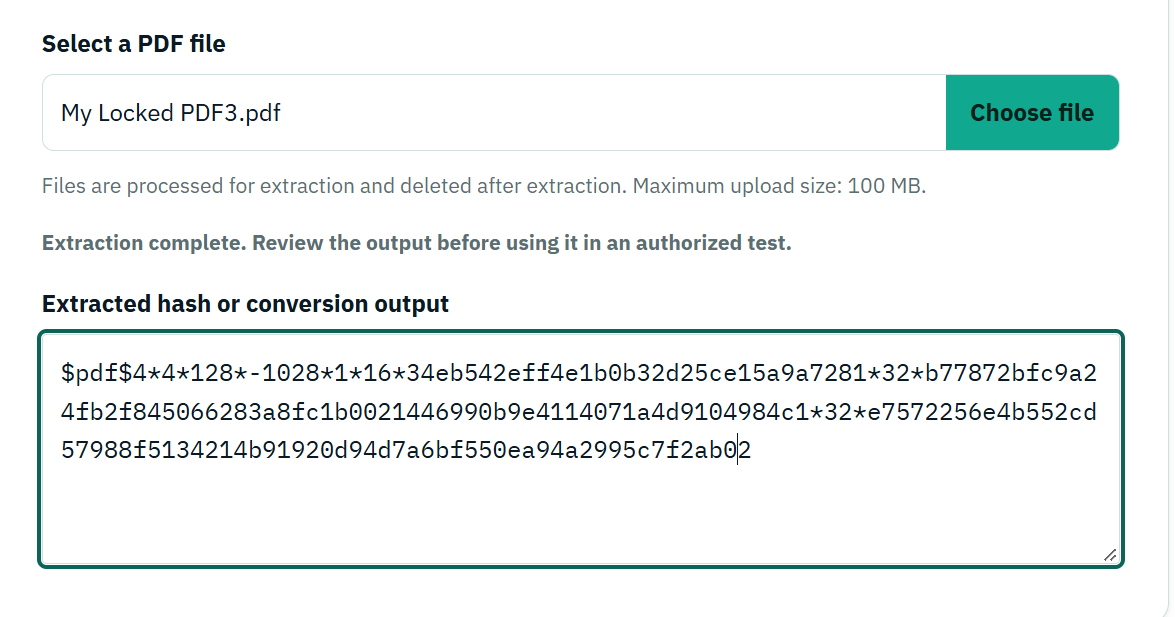 Select a PDF file
My Locked PDF3.pdf
Choose file
Files are processed for extraction and deleted after extraction. Maximum upload size: 100 MB.
Extraction complete. Review the output before using it in an authorized test.
Extracted hash or conversion output
$pdf$4*4*128*-1028*1*16*34eb542eff4e1b0b32d25ce15a9a7281*32*b77872bfc9a2
4fb2f845066283a8fc1b0021446990b9e4114071a4d9104984c1*32*e7572256e4b552cd
57988f5134214b91920d94d7a6bf550ea94a2995c7f2ab02